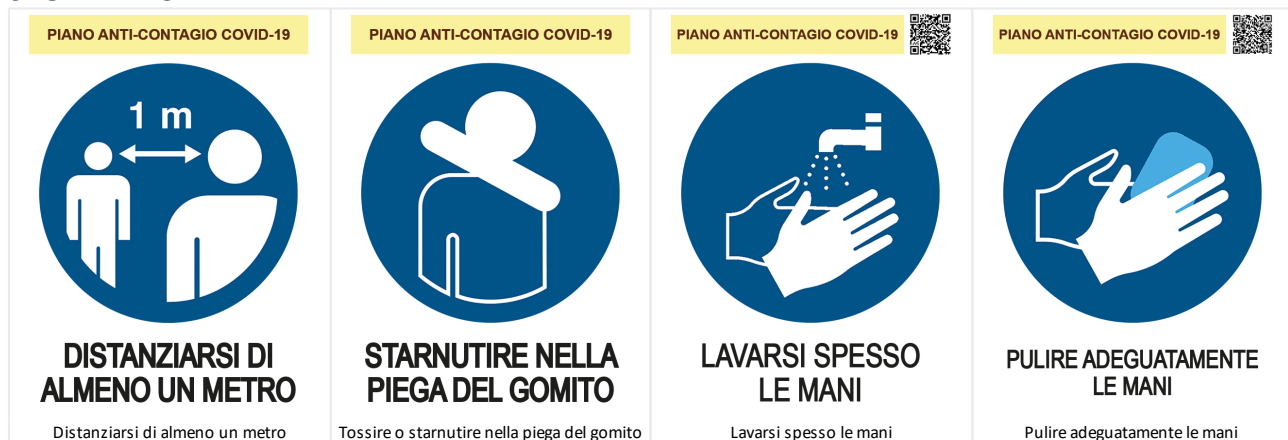 PIANO ANTI-CONTAGIO COVID-19
1 m
DISTANZIARSI DI
ALMENO UN METRO
Distanziarsi di almeno un metro
PIANO ANTI-CONTAGIO COVID-19
STARNUTIRE NELLA
PIEGA DEL GOMITO
Tossire o starnutire nella piega del gomito
PIANO ANTI-CONTAGIO COVID-19
LAVARSI SPESSO
LE MANI
Lavarsi spesso le mani
PIANO ANTI-CONTAGIO COVID-19
PULIRE ADEGUATAMENTE
LE MANI
Pulire adeguatamente le mani